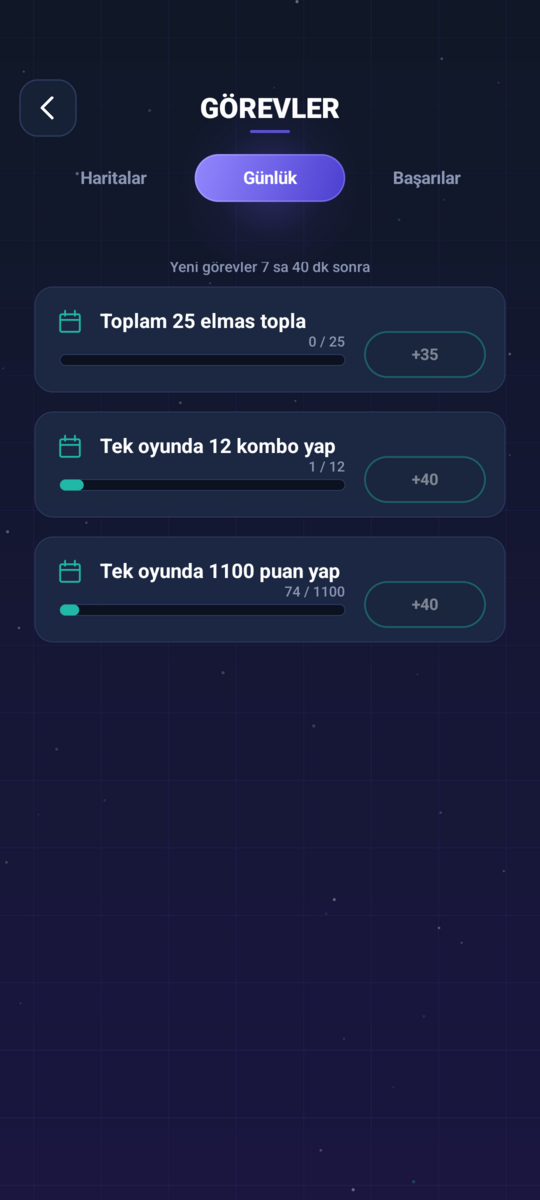 GÖREVLER
Haritalar
Günlük
Başarılar
Yeni görevler 7 sa 40 dk sonra
Toplam 25 elmas topla
0 / 25
+35
Tek oyunda 12 kombo yap
1 / 12
+40
Tek oyunda 1100 puan yap
74 / 1100
+40